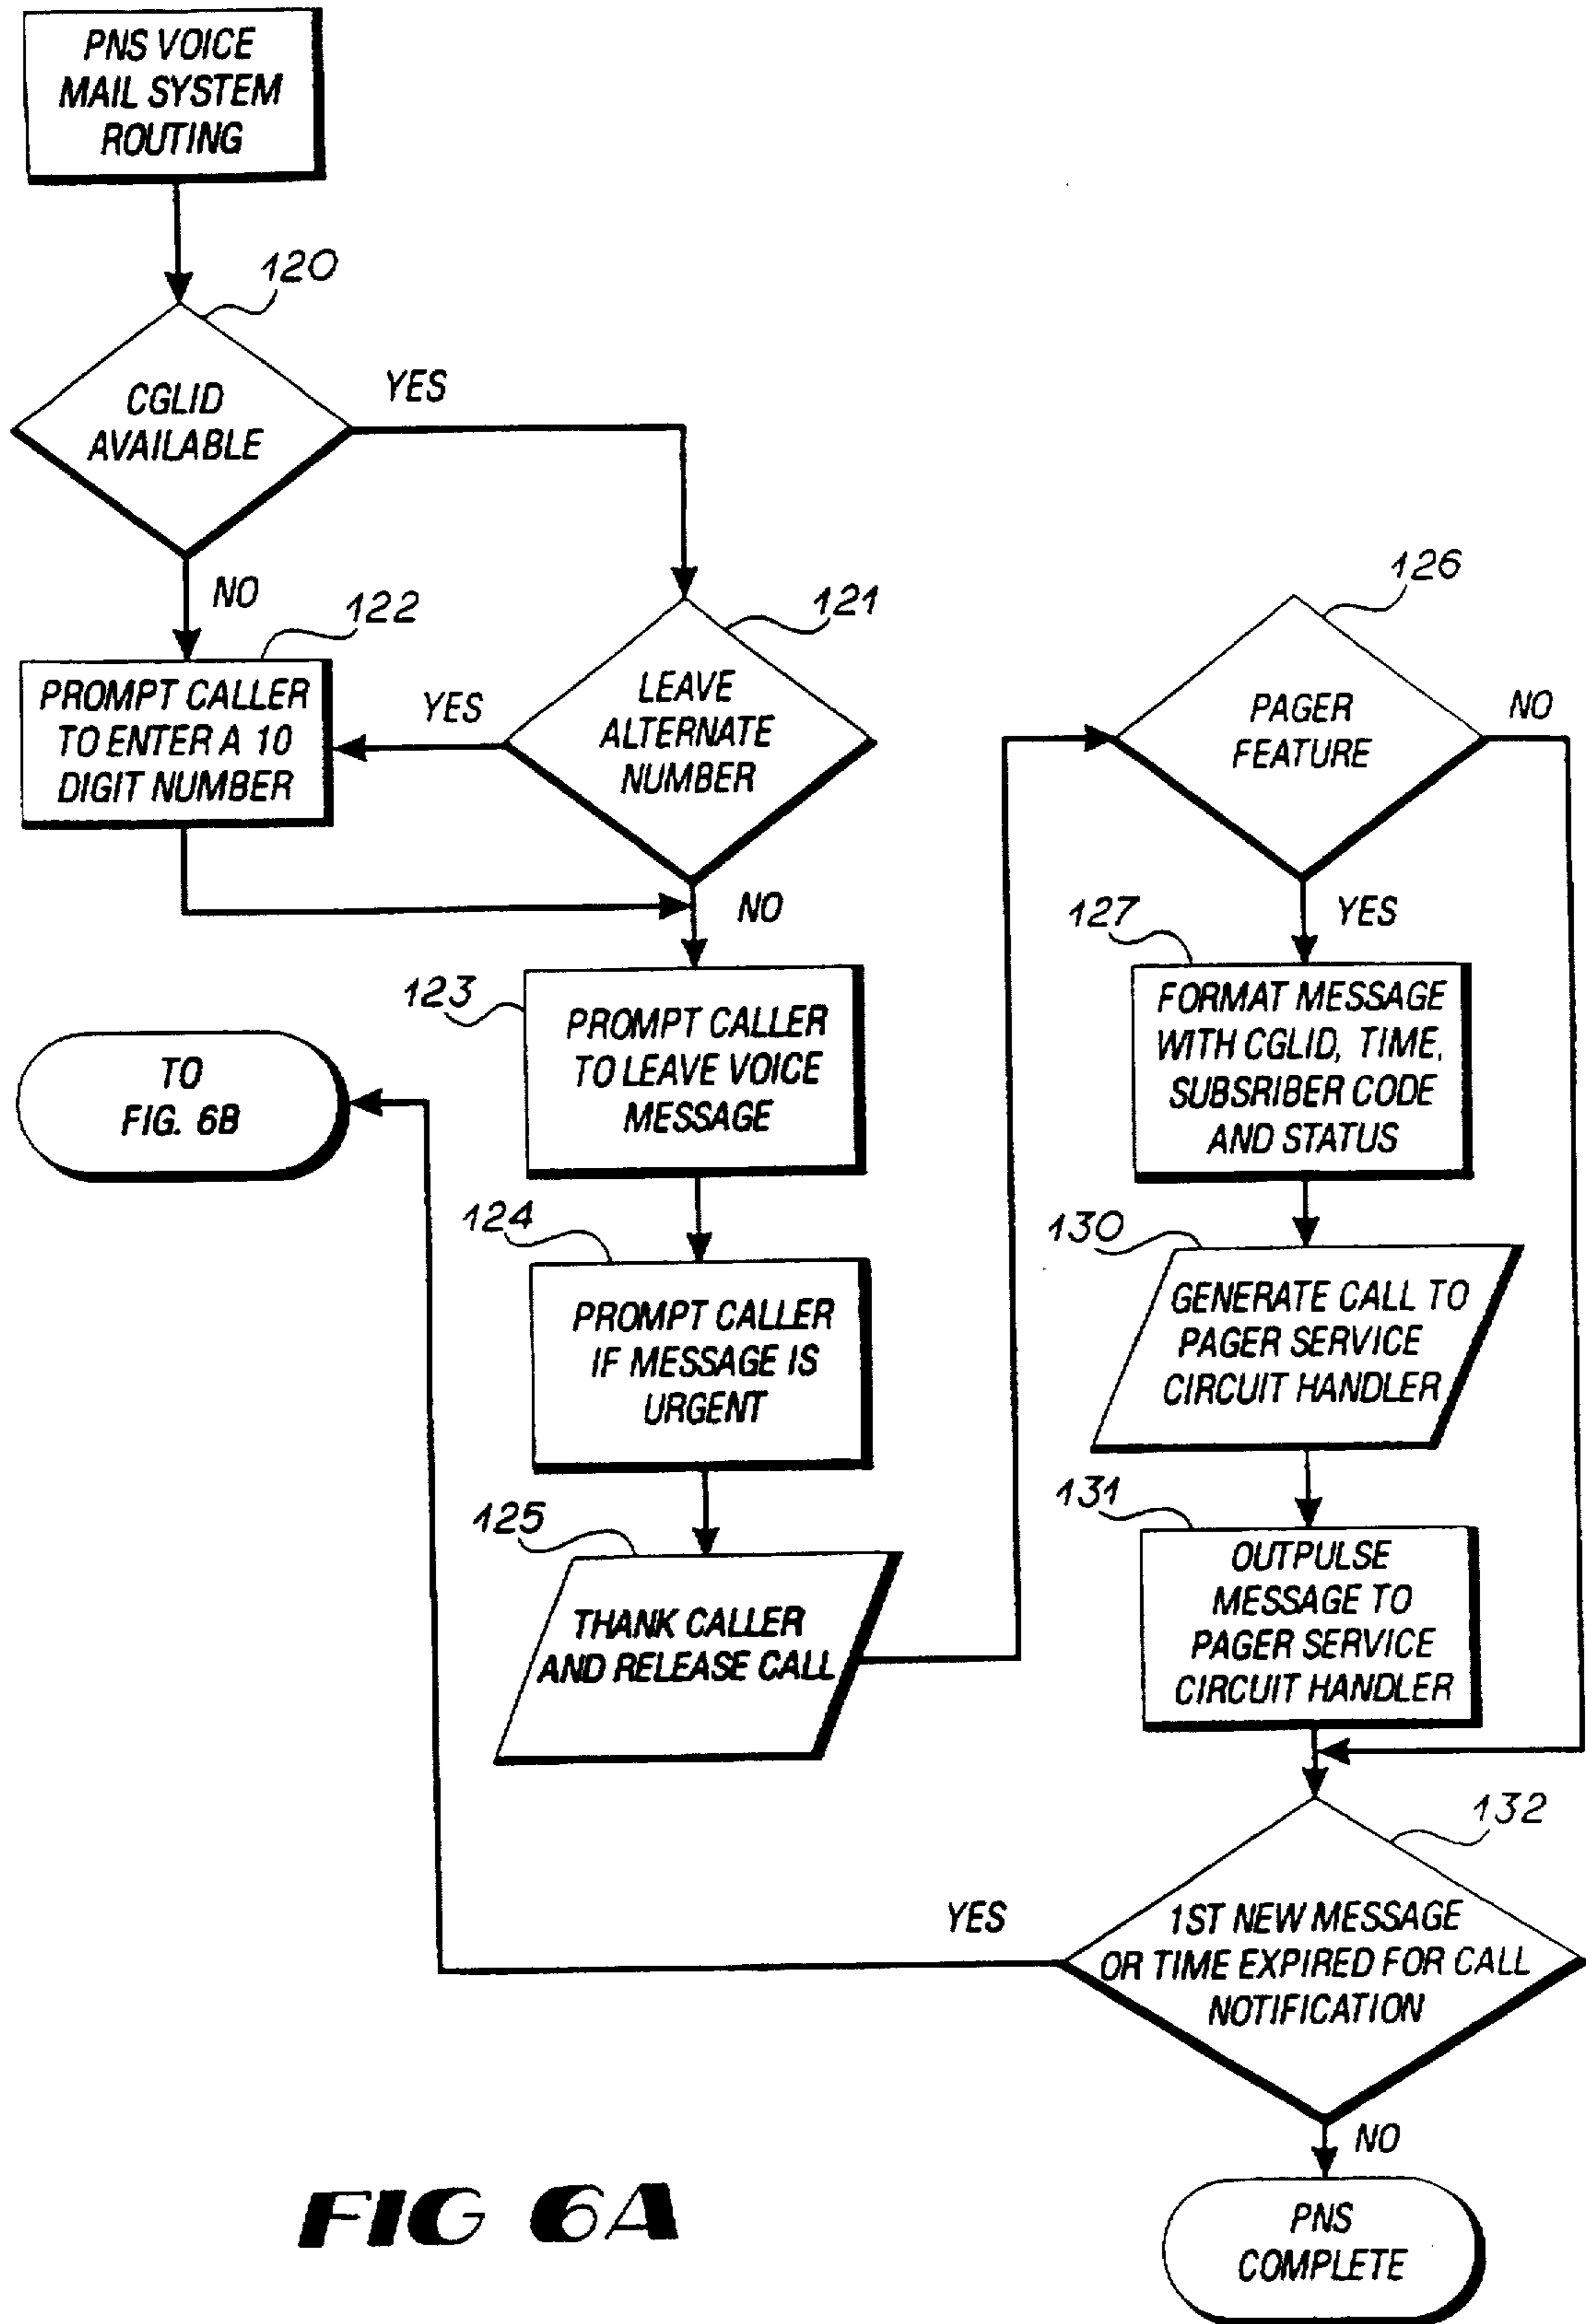 PNS VOICE
MAIL SYSTEM
ROUTING
120
CGLID
AVAILABLE
YES
NO
122
PROMPT CALLER
TO ENTER A 10
DIGIT NUMBER
121
LEAVE
ALTERNATE
NUMBER
YES
NO
123
PROMPT CALLER
TO LEAVE VOICE
MESSAGE
TO
FIG. 6B
124
PROMPT CALLER
IF MESSAGE IS
URGENT
125
THANK CALLER
AND RELEASE CALL
126
PAGER
FEATURE
NO
YES
127
FORMAT MESSAGE
WITH CGLID, TIME,
SUBSRIBER CODE
AND STATUS
130
GENERATE CALL TO
PAGER SERVICE
CIRCUIT HANDLER
131
OUTPULSE
MESSAGE TO
PAGER SERVICE
CIRCUIT HANDLER
132
1ST NEW MESSAGE
OR TIME EXPIRED FOR CALL
NOTIFICATION
YES
NO
PNS
COMPLETE
FIG 6A